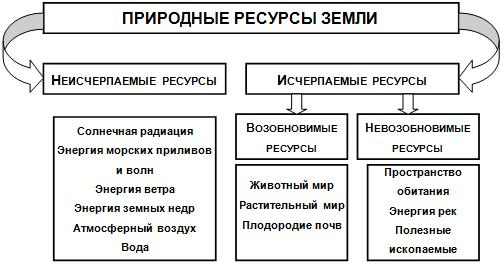 ПРИРОДНЫЕ РЕСУРСЫ ЗЕМЛИ
НЕИСЧЕРПАЕМЫЕ РЕСУРСЫ
ИСЧЕРПАЕМЫЕ РЕСУРСЫ
Солнечная радиация
Энергия морских приливов
и волн
Энергия ветра
Энергия земных недр
Атмосферный воздух
Вода
ВОЗОБНОВИМЫЕ
РЕСУРСЫ
Животный мир
Растительный мир
Плодородие почв
НЕВОЗОБНОВИМЫЕ
РЕСУРСЫ
Пространство
обитания
Энергия рек
Полезные
ископаемые